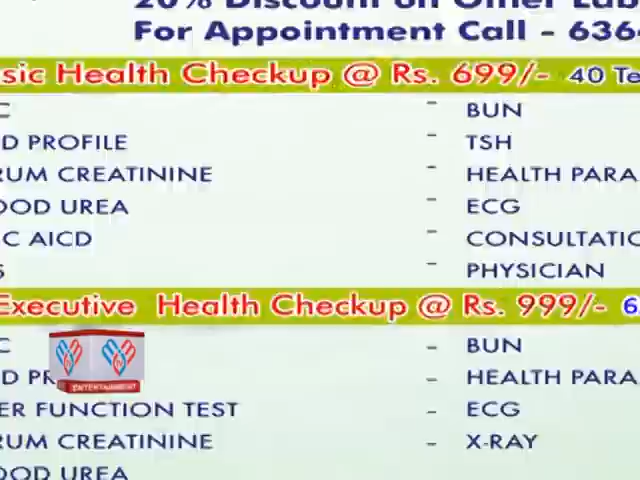 20% Discount on Other Lab
For Appointment Call - 636
sic Health Checkup @ Rs. 699/- 40 Te
C - BUN
D PROFILE - TSH
RUM CREATININE - HEALTH PARA
OOD UREA - ECG
C AICD - CONSULTATIO
S - PHYSICIAN
Executive Health Checkup @ Rs. 999/- 6
C - BUN
D PR - HEALTH PARA
ER FUNCTION TEST - ECG
RUM CREATININE - X-RAY
OOD UREA
ENTERTAINMENT